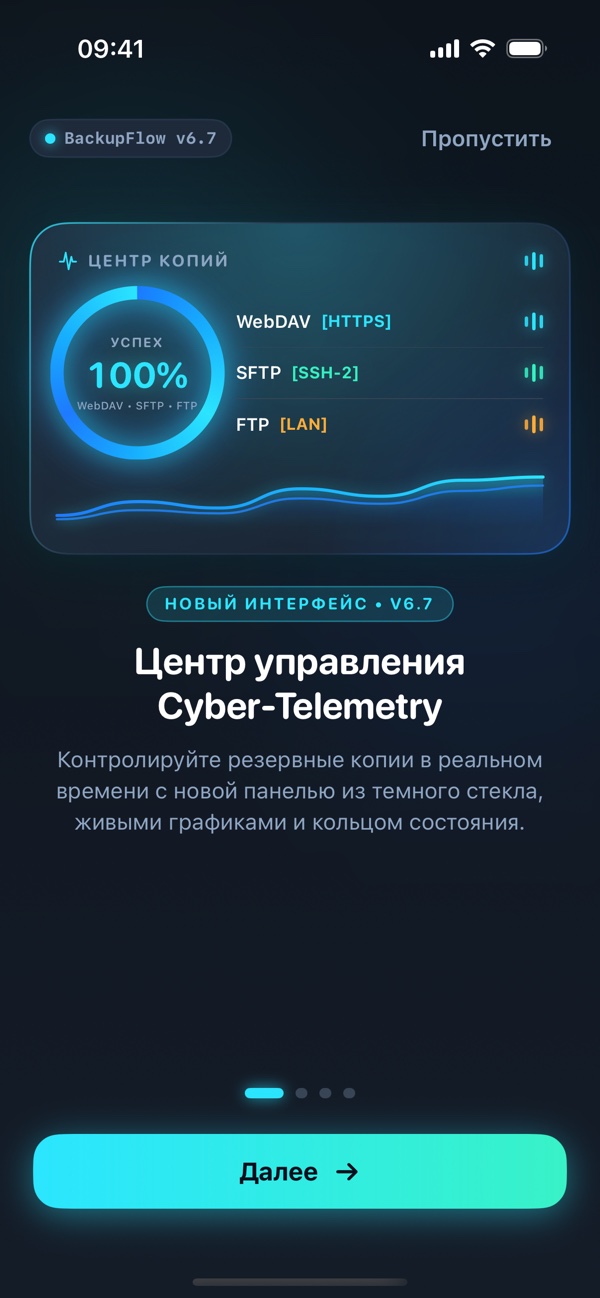 09:41
BackupFlow v6.7
Пропустить
ЦЕНТР КОПИЙ
УСПЕХ
100%
WebDAV • SFTP • FTP
WebDAV [HTTPS]
SFTP [SSH-2]
FTP [LAN]
НОВЫЙ ИНТЕРФЕЙС • V6.7
Центр управления
Cyber-Telemetry
Контролируйте резервные копии в реальном
времени с новой панелью из темного стекла,
живыми графиками и кольцом состояния.
Далее →